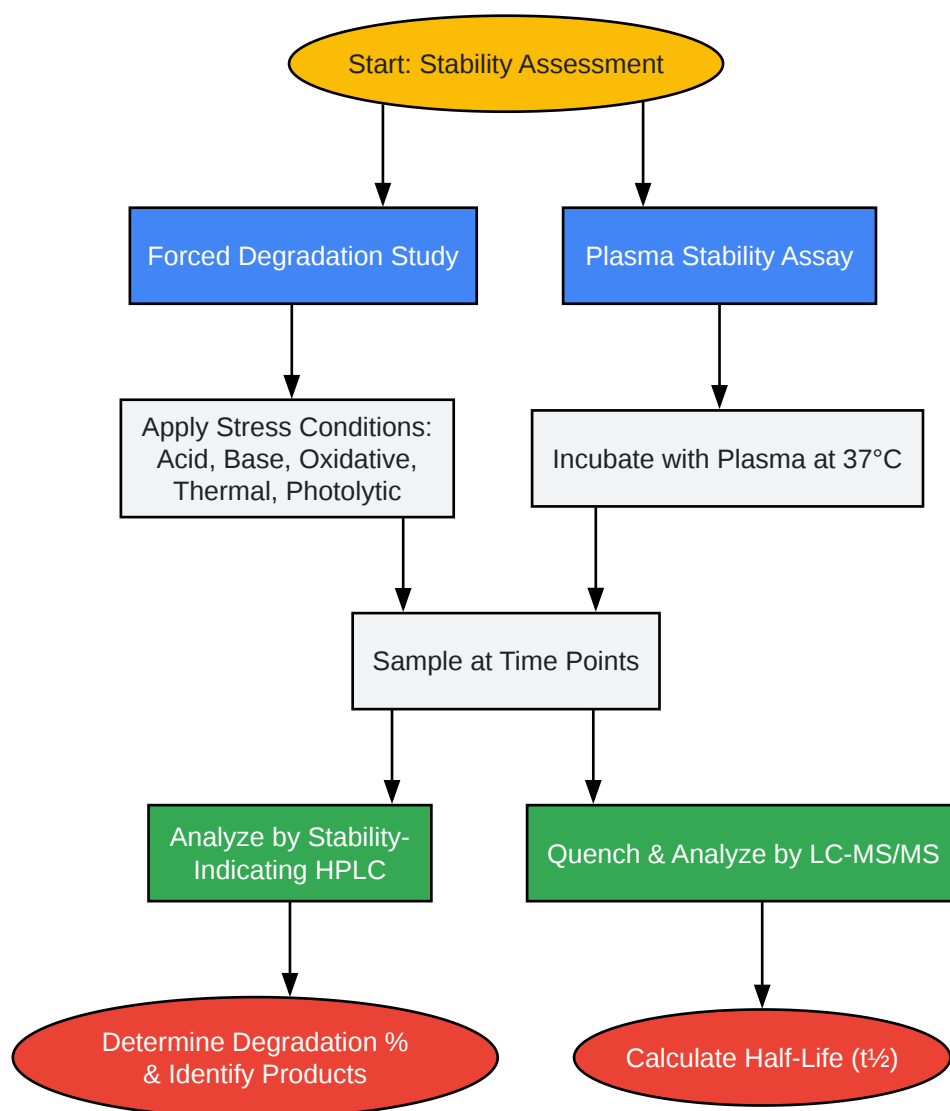 Start: Stability Assessment
Forced Degradation Study
Plasma Stability Assay
Apply Stress Conditions:
Acid, Base, Oxidative,
Thermal, Photolytic
Incubate with Plasma at 37°C
Sample at Time Points
Analyze by Stability-
Indicating HPLC
Quench & Analyze by LC-MS/MS
Determine Degradation %
& Identify Products
Calculate Half-Life (t½)